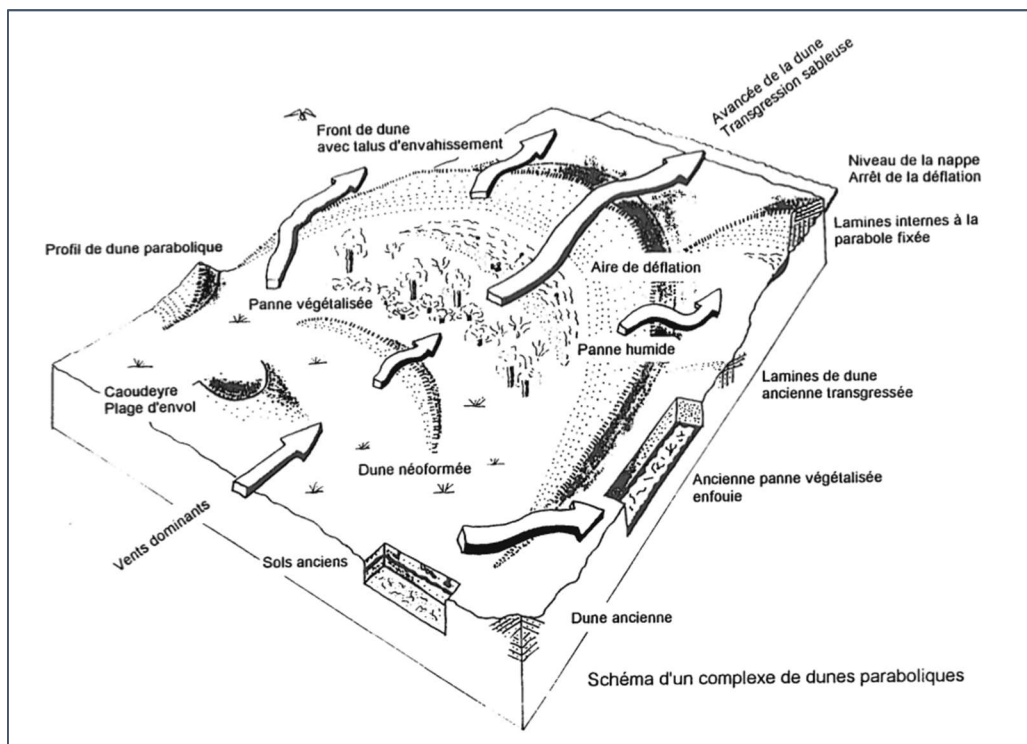 Avancée de la dune
Transgression sableuse
Front de dune
avec talus d'envahissement
Niveau de la nappe
Arrêt de la déflation
Lamines internes à la
parabole fixée
Profil de dune parabolique
Aire de déflation
Panne végétalisée
Panne humide
Caoudeyre
Plage d'envol
Lamines de dune
ancienne transgressée
Dune néoformée
Ancienne panne végétalisée
enfouie
Vents dominants
Sols anciens
Dune ancienne
Schéma d'un complexe de dunes paraboliques